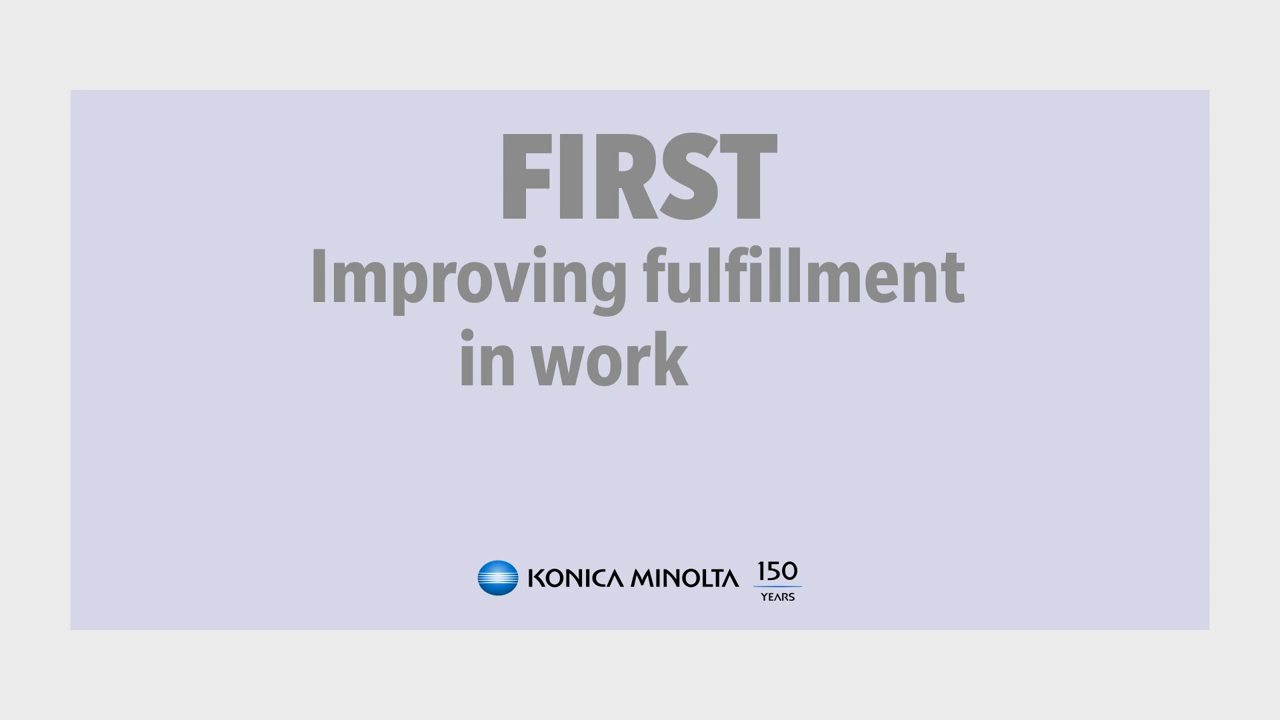 FIRST
Improving fulfillment
in work
KONICA MINOLTA
150
YEARS